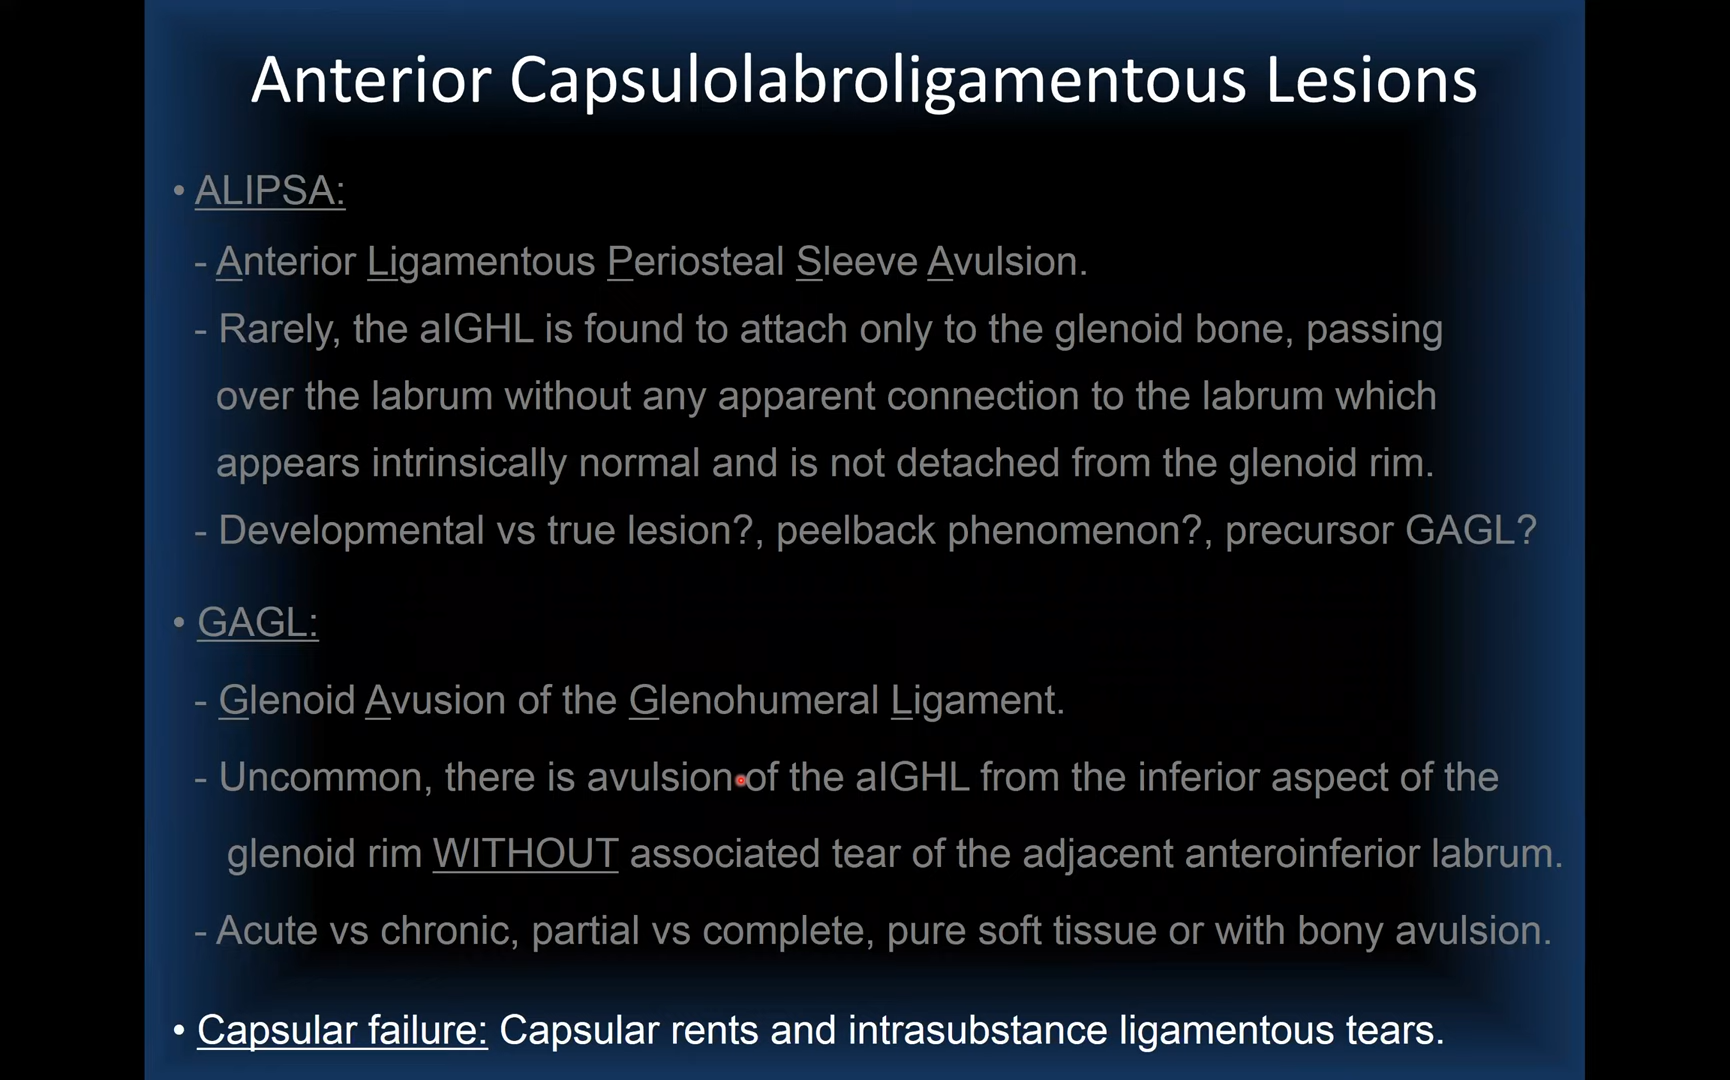 Anterior Capsulolabroligamentous Lesions
• ALIPSA:
- Anterior Ligamentous Periosteal Sleeve Avulsion.
- Rarely, the aIGHL is found to attach only to the glenoid bone, passing
over the labrum without any apparent connection to the labrum which
appears intrinsically normal and is not detached from the glenoid rim.
- Developmental vs true lesion?, peelback phenomenon?, precursor GAGL?
• GAGL:
- Glenoid Avusion of the Glenohumeral Ligament.
- Uncommon, there is avulsion of the aIGHL from the inferior aspect of the
glenoid rim WITHOUT associated tear of the adjacent anteroinferior labrum.
- Acute vs chronic, partial vs complete, pure soft tissue or with bony avulsion.
• Capsular failure: Capsular rents and intrasubstance ligamentous tears.